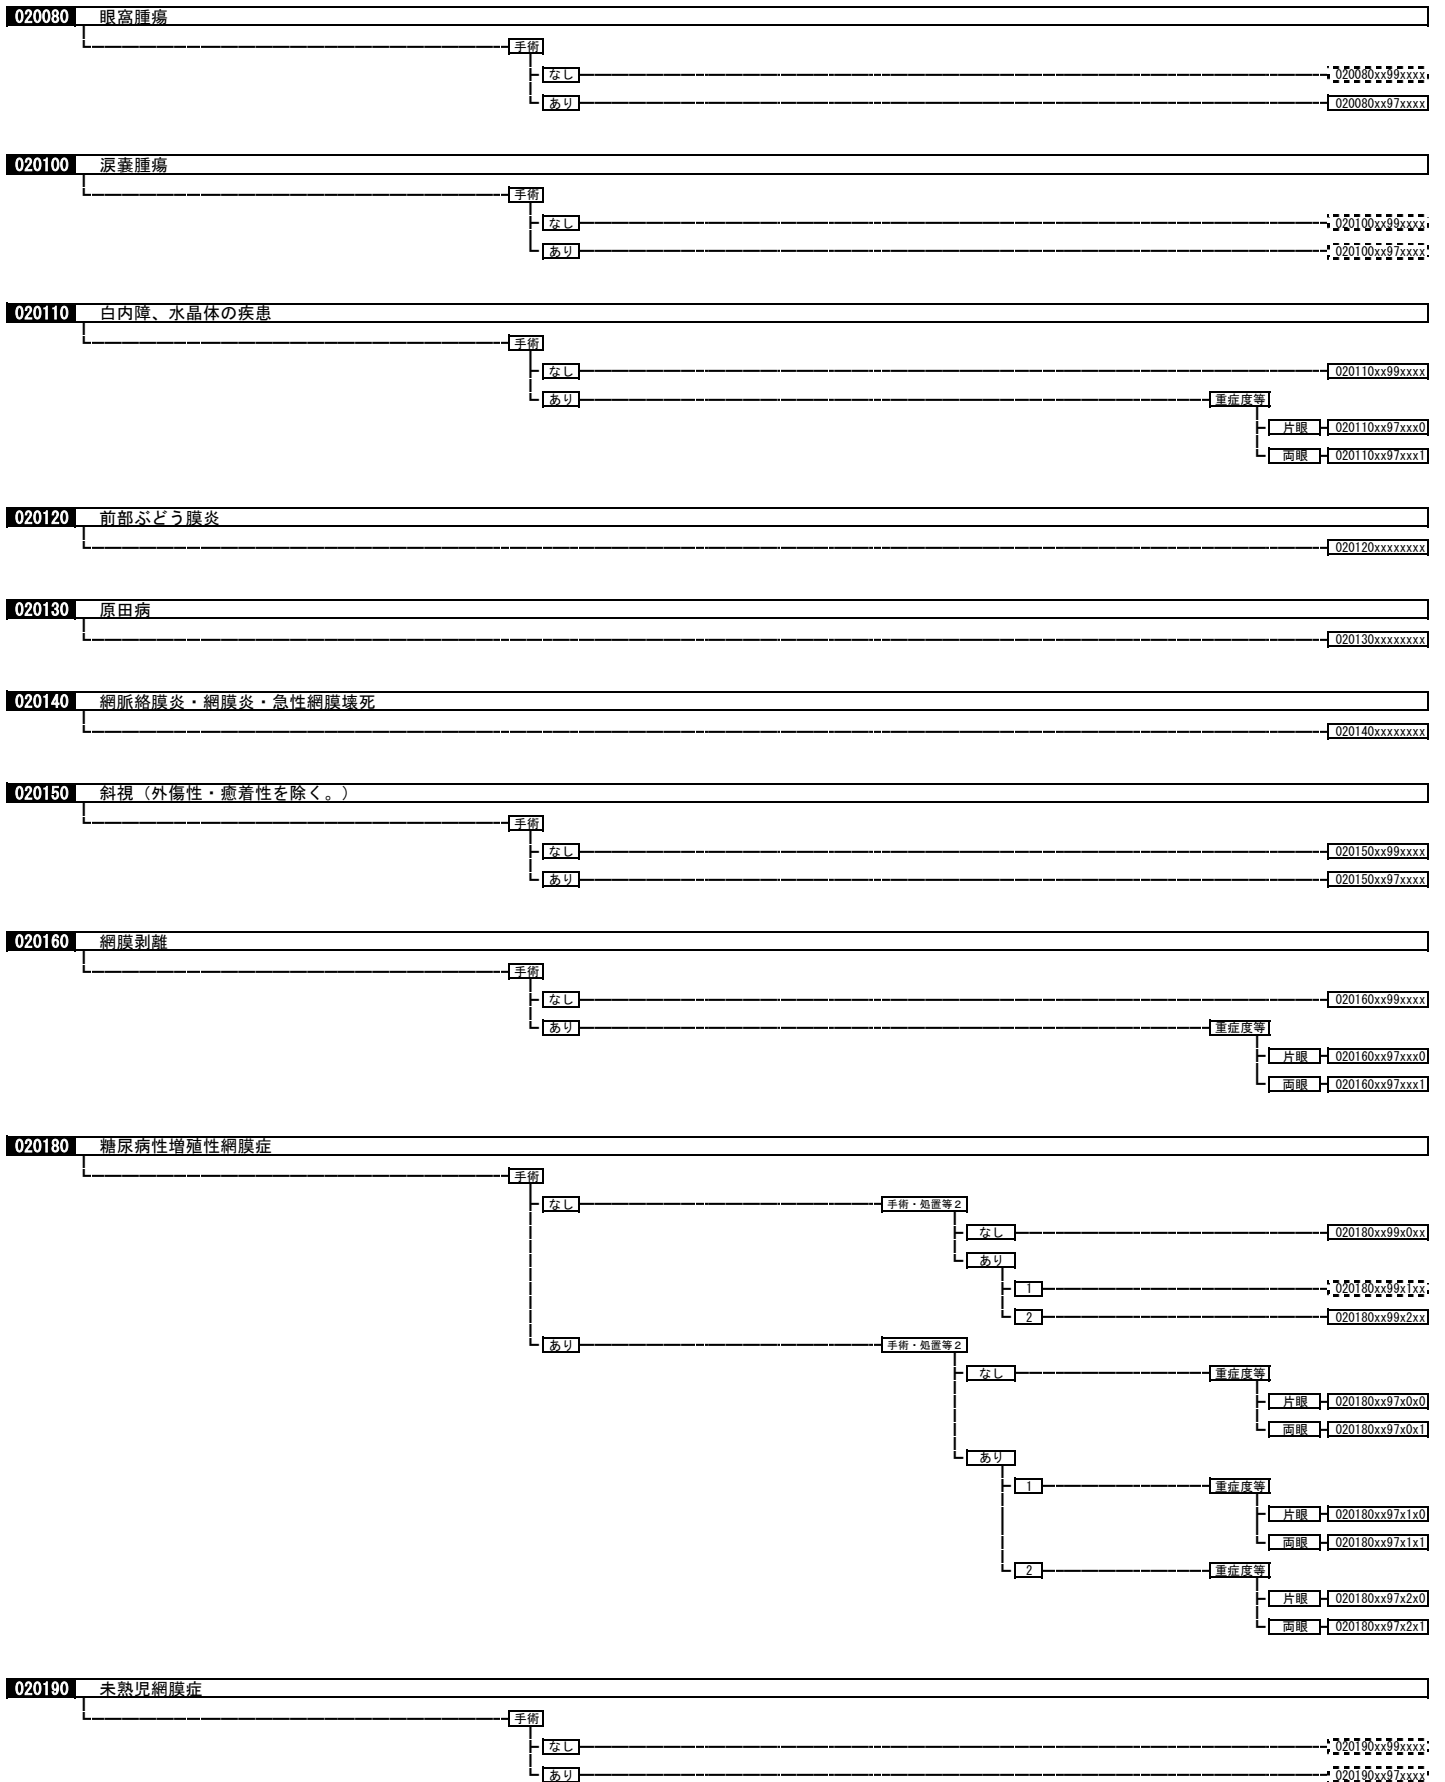 020080 眼窩腫瘍
手術
なし 020080xx99xxxx
あり 020080xx97xxxx
020100 涙嚢腫瘍
手術
なし 020100xx99xxxx
あり 020100xx97xxxx
020110 白内障、水晶体の疾患
手術
なし 020110xx99xxxx
あり 重症度等
片眼 020110xx97xxx0
両眼 020110xx97xxx1
020120 前部ぶどう膜炎
020120xxxxxxxx
020130 原田病
020130xxxxxxxx
020140 網脈絡膜炎・網膜炎・急性網膜壊死
020140xxxxxxxx
020150 斜視（外傷性・癒着性を除く。）
手術
なし 020150xx99xxxx
あり 020150xx97xxxx
020160 網膜剥離
手術
なし 020160xx99xxxx
あり 重症度等
片眼 020160xx97xxx0
両眼 020160xx97xxx1
020180 糖尿病性増殖性網膜症
手術
なし 手術・処置等２
なし 020180xx99x0xx
あり
1 020180xx99x1xx
2 020180xx99x2xx
あり 手術・処置等２
なし 重症度等
片眼 020180xx97x0x0
両眼 020180xx97x0x1
あり
1 重症度等
片眼 020180xx97x1x0
両眼 020180xx97x1x1
2 重症度等
片眼 020180xx97x2x0
両眼 020180xx97x2x1
020190 未熟児網膜症
手術
なし 020190xx99xxxx
あり 020190xx97xxxx